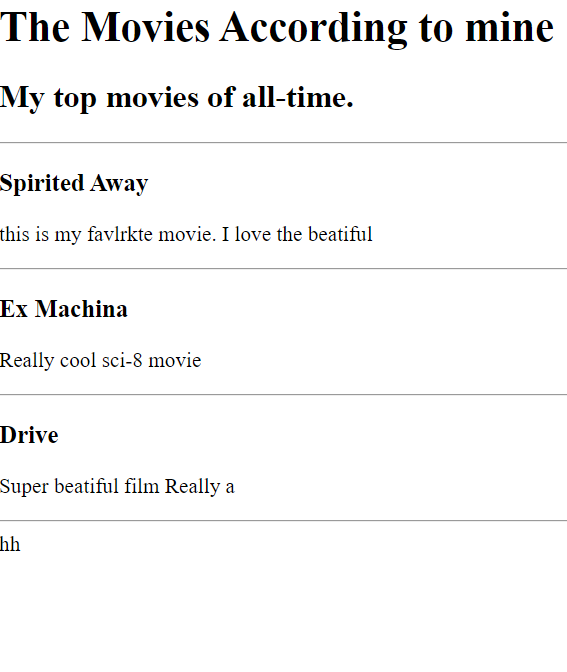 The Movies According to mine
My top movies of all-time.
Spirited Away
this is my favlrkte movie. I love the beatiful
Ex Machina
Really cool sci-8 movie
Drive
Super beatiful film Really a
hh